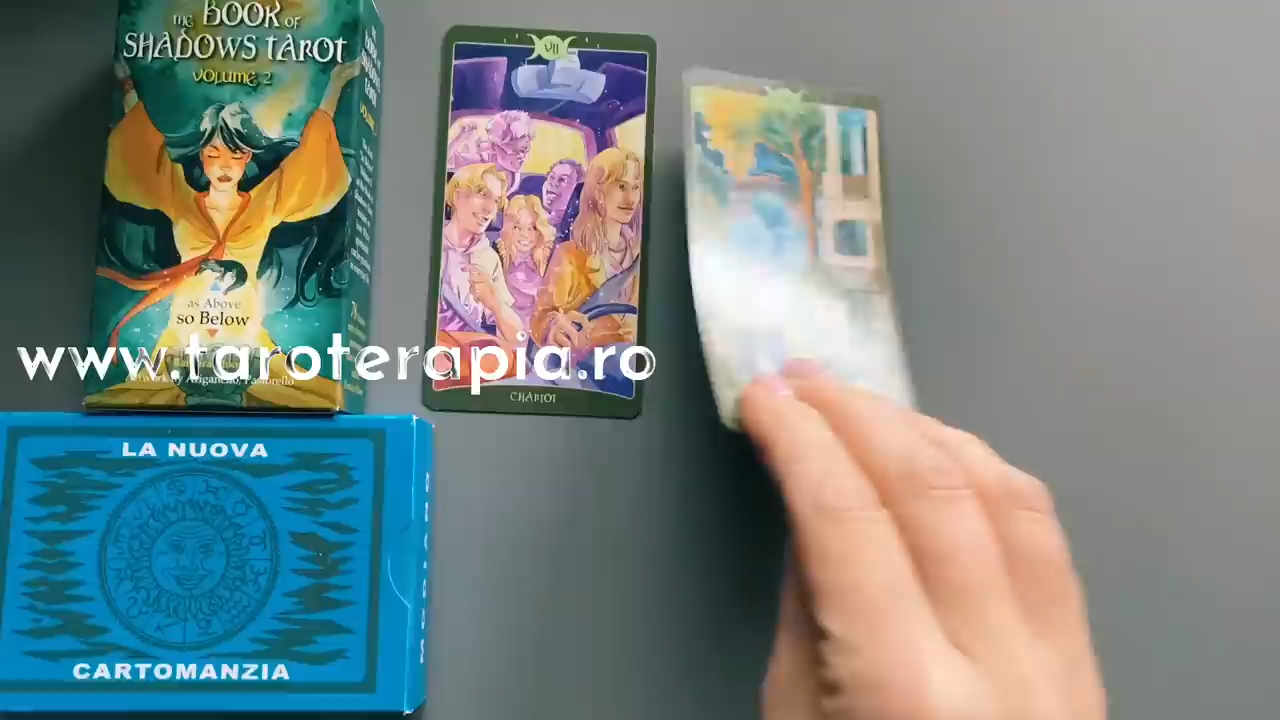 the BOOK of
SHADOWS TAROT
VOLUME 2
as Above
so Below
www.taroterapia.ro
VII
CHARIOT
LA NUOVA
CARTOMANZIA